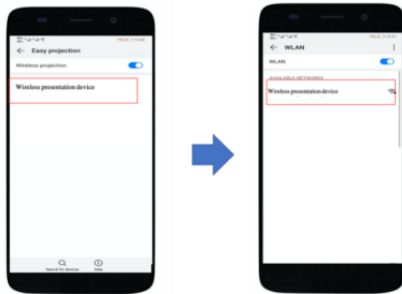 Easy projection
Wireless projection
Wireless presentation device
Search for devices
Help
WLAN
WLAN
AVAILABLE NETWORKS
Wireless presentation device